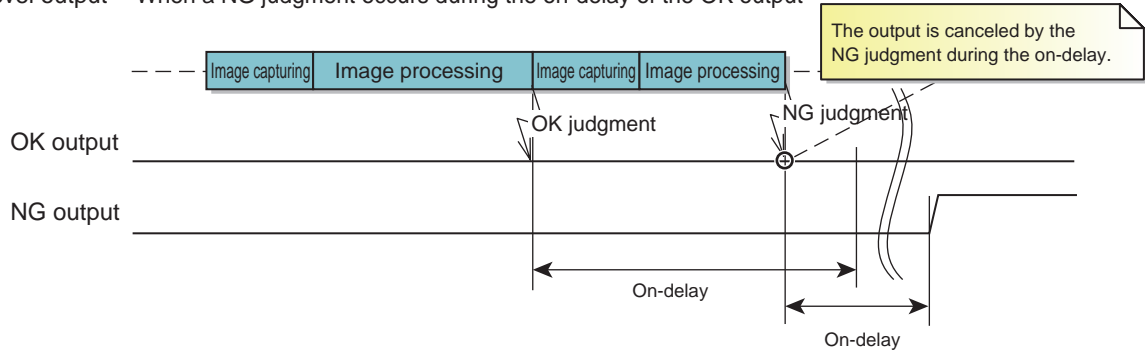 When a NG judgment occurs during the on-delay of the OK output
The output is canceled by the
NG judgment during the on-delay.
Image capturing
Image processing
Image capturing
Image processing
OK judgment
NG judgment
OK output
NG output
On-delay
On-delay